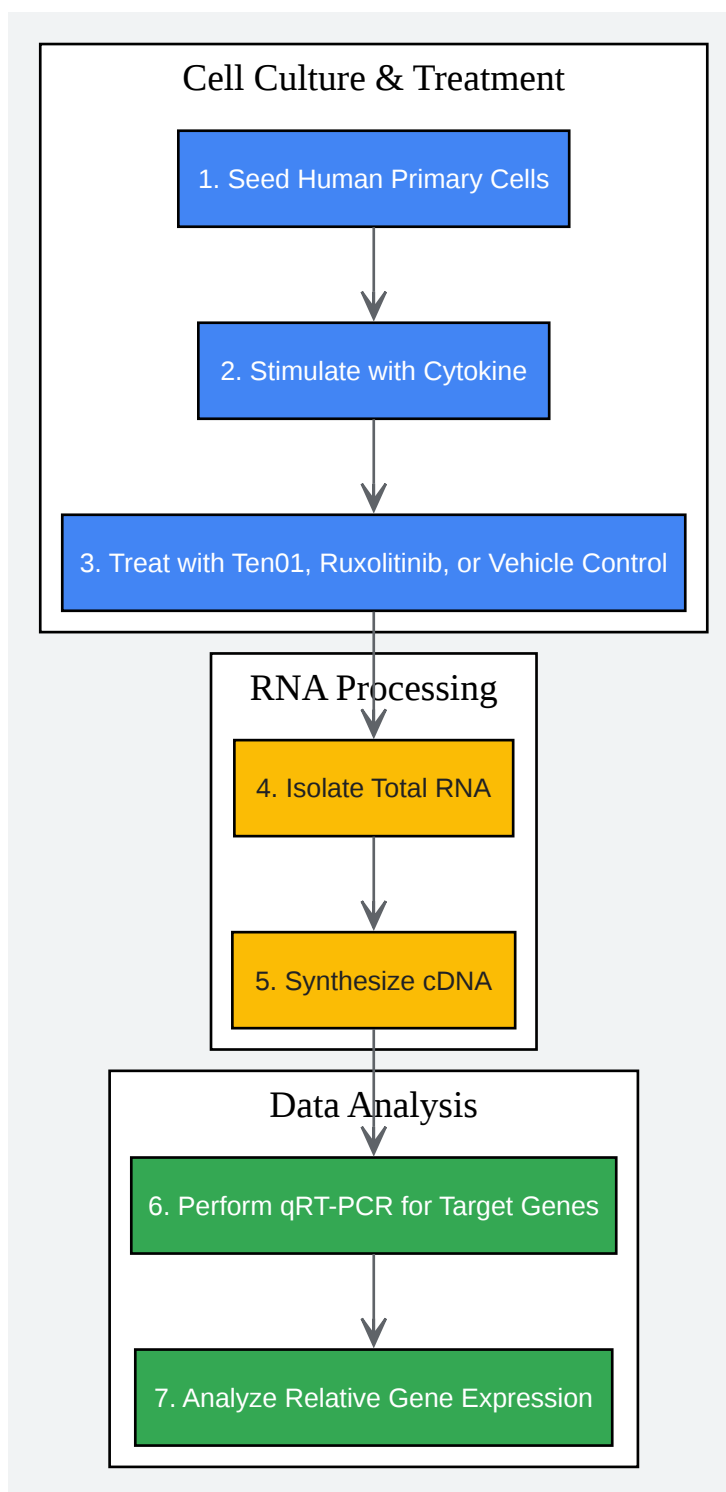 Cell Culture & Treatment
1. Seed Human Primary Cells
2. Stimulate with Cytokine
3. Treat with Ten01, Ruxolitinib, or Vehicle Control
RNA Processing
4. Isolate Total RNA
5. Synthesize cDNA
Data Analysis
6. Perform qRT-PCR for Target Genes
7. Analyze Relative Gene Expression